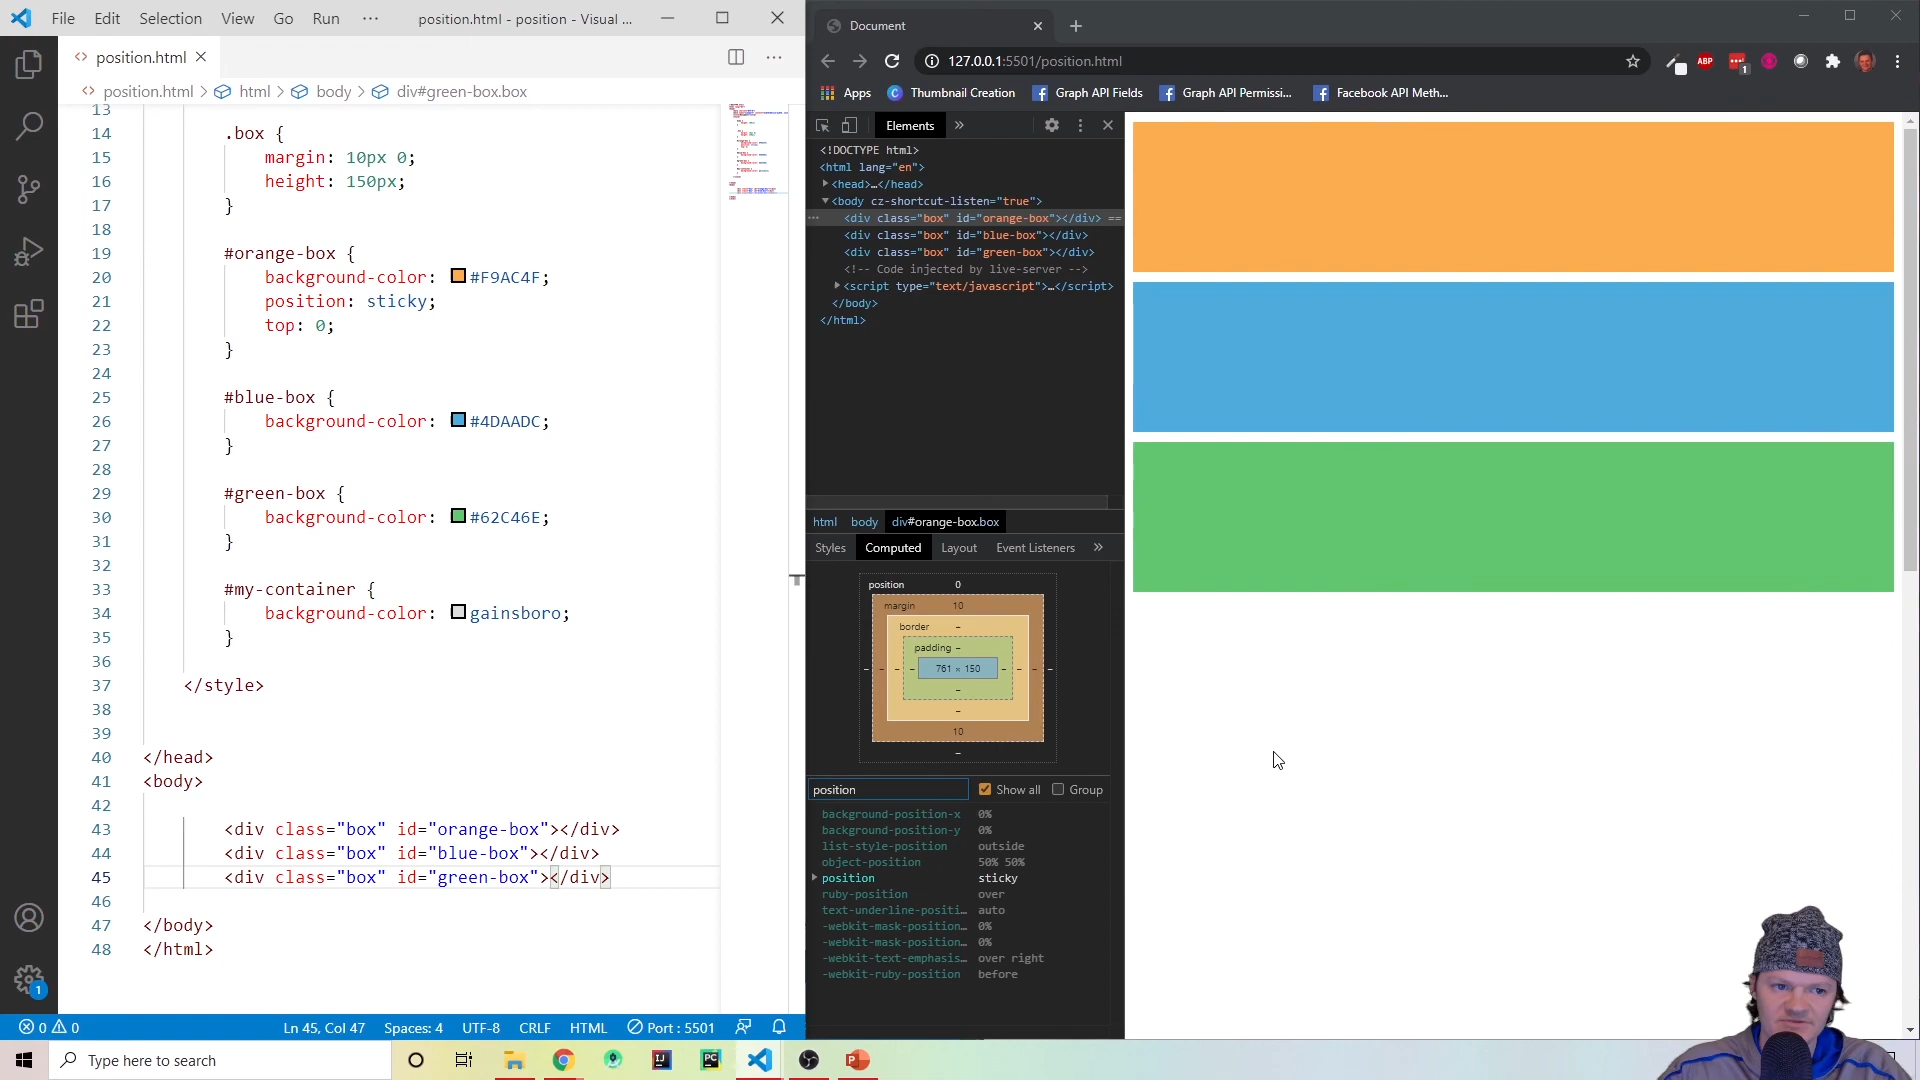 File Edit Selection View Go Run ··· position.html - position - Visual ...
position.html
position.html > html > body > div#green-box.box
13
14 .box {
15 margin: 10px 0;
16 height: 150px;
17 }
18
19 #orange-box {
20 background-color: #F9AC4F;
21 position: sticky;
22 top: 0;
23 }
24
25 #blue-box {
26 background-color: #4DAADC;
27 }
28
29 #green-box {
30 background-color: #62C46E;
31 }
32
33 #my-container {
34 background-color: gainsboro;
35 }
36
37 </style>
38
39
40 </head>
41 <body>
42
43 <div class="box" id="orange-box"></div>
44 <div class="box" id="blue-box"></div>
45 <div class="box" id="green-box"></div>
46
47 </body>
48 </html>
1
0 0 Ln 45, Col 47 Spaces: 4 UTF-8 CRLF HTML Port : 5501
Document
127.0.0.1:5501/position.html
ABP 1
Apps Thumbnail Creation Graph API Fields Graph API Permissi... Facebook API Meth...
Elements »
<!DOCTYPE html>
<html lang="en">
<head>…</head>
<body cz-shortcut-listen="true">
··· <div class="box" id="orange-box"></div> ==
<div class="box" id="blue-box"></div>
<div class="box" id="green-box"></div>
<!-- Code injected by live-server -->
<script type="text/javascript">…</script>
</body>
</html>
html body div#orange-box.box
Styles Computed Layout Event Listeners »
position 0
margin 10
border –
padding –
– – – – 761 × 150 – – – –
–
–
10
–
position Show all Group
background-position-x 0%
background-position-y 0%
list-style-position outside
object-position 50% 50%
position sticky
ruby-position over
text-underline-positi… auto
-webkit-mask-position… 0%
-webkit-mask-position… 0%
-webkit-text-emphasis… over right
-webkit-ruby-position before
Type here to search
IJ PC P